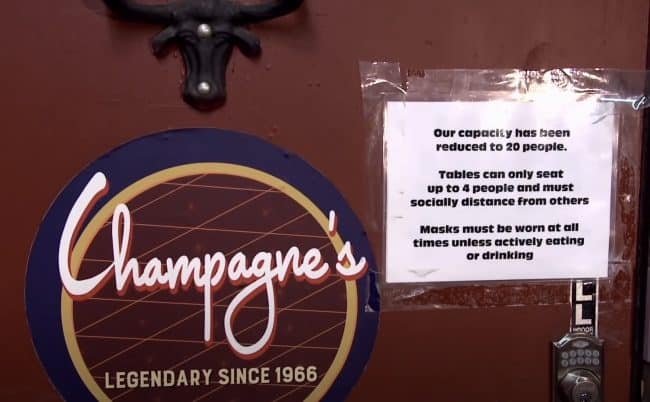 Our capacity has been
reduced to 20 people.
Tables can only seat
up to 4 people and must
socially distance from others
Masks must be worn at all
times unless actively eating
or drinking
Champagne's
LEGENDARY SINCE 1966